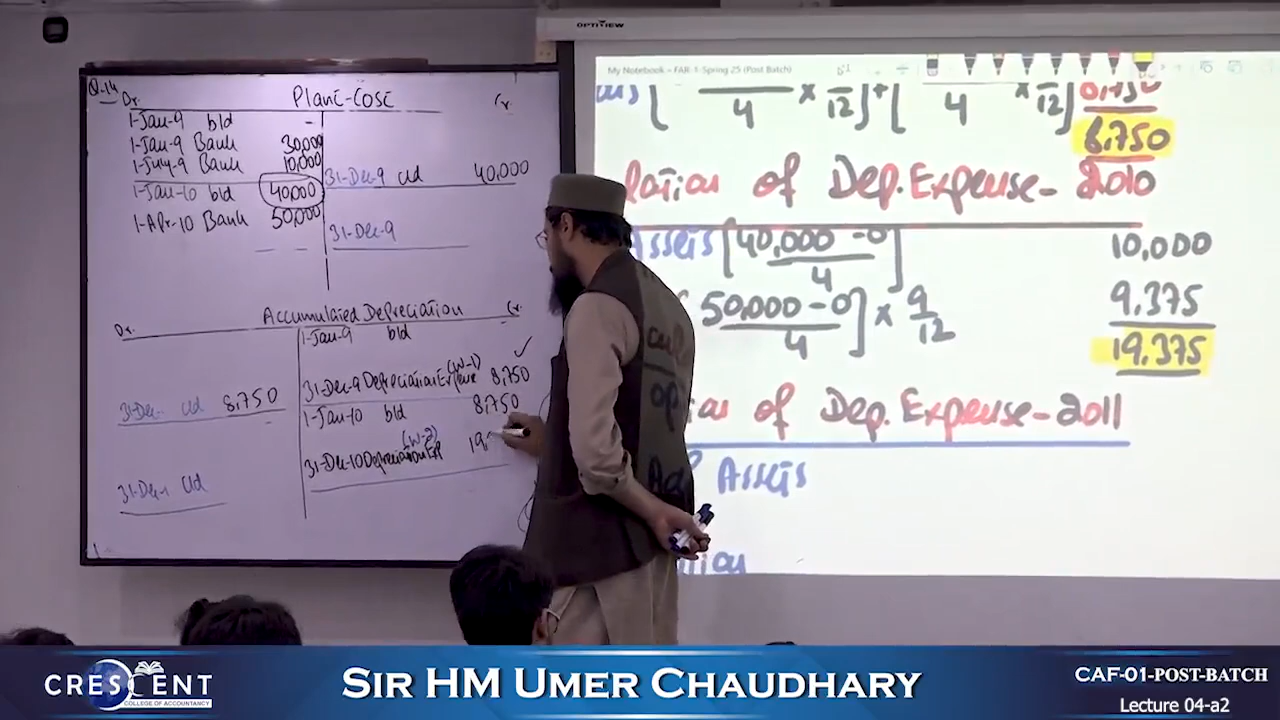 OPTIVIEW
Q-14
Dr. Plant-Cost Cr.
1-Jan-9 b/d -
1-Jan-9 Bank 30,000
1-July-9 Bank 10,000
31-Dec-9 c/d 40,000
1-Jan-10 b/d 40,000
1-Apr-10 Bank 50,000
31-Dec-9
Dr. Accumulated Depreciation Cr.
1-Jan-9 b/d
31-Dec-9 Depreciation Expense (W-1) 8,750
31-Dec- c/d 8,750
1-Jan-10 b/d 8,750
31-Dec-10 Depreciation Exp (W-2) 19
31-Dec-1 c/d
My Notebook – FAR-1-Spring 25 (Post Batch)
4 × 12] + [ 4 × 12]
8,750
of Dep. Expense- 2010
Assets [40,000 - 0 / 4] 10,000
50,000 - 0 / 4] × 9/12 9,375
19,375
of Dep. Expense-2011
Assets
CRESCENT
COLLEGE OF ACCOUNTANCY
SIR HM UMER CHAUDHARY
CAF-01-POST-BATCH
Lecture 04-a2